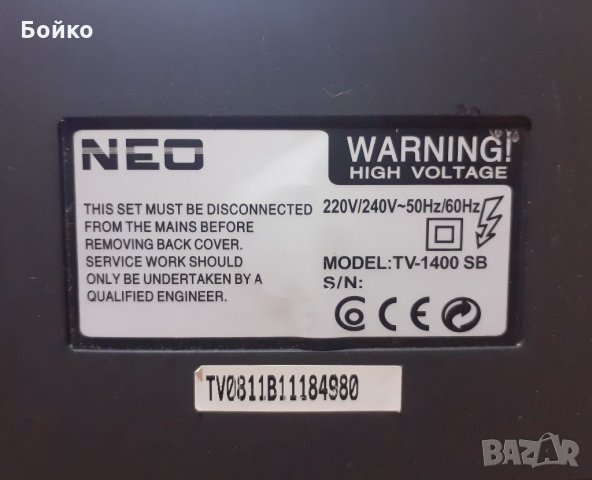 Бойко
NEO
WARNING!
HIGH VOLTAGE
THIS SET MUST BE DISCONNECTED
FROM THE MAINS BEFORE
REMOVING BACK COVER.
SERVICE WORK SHOULD
ONLY BE UNDERTAKEN BY A
QUALIFIED ENGINEER.
220V/240V~50Hz/60Hz
MODEL:TV-1400 SB
S/N:
TV0811B11184980
BAZAR